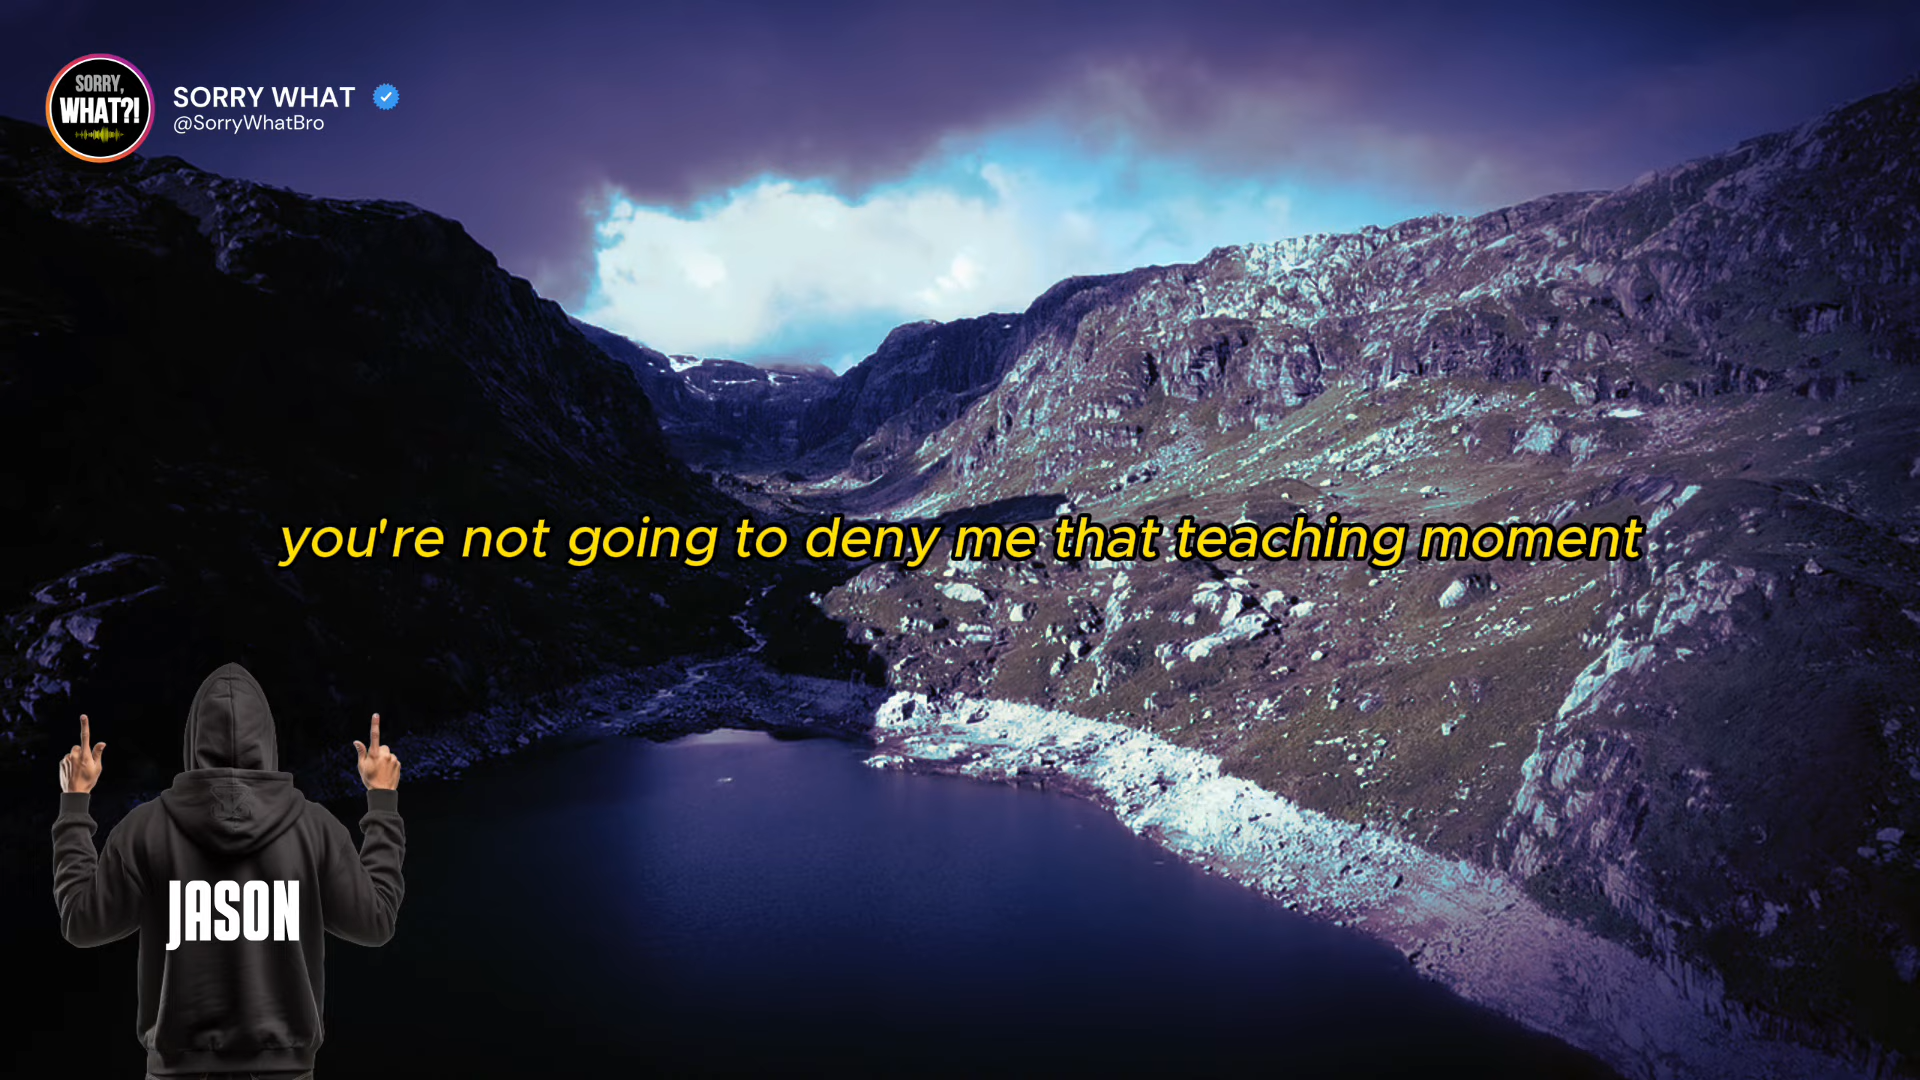 SORRY,
WHAT?!
SORRY WHAT
@SorryWhatBro
you're not going to deny me that teaching moment
JASON